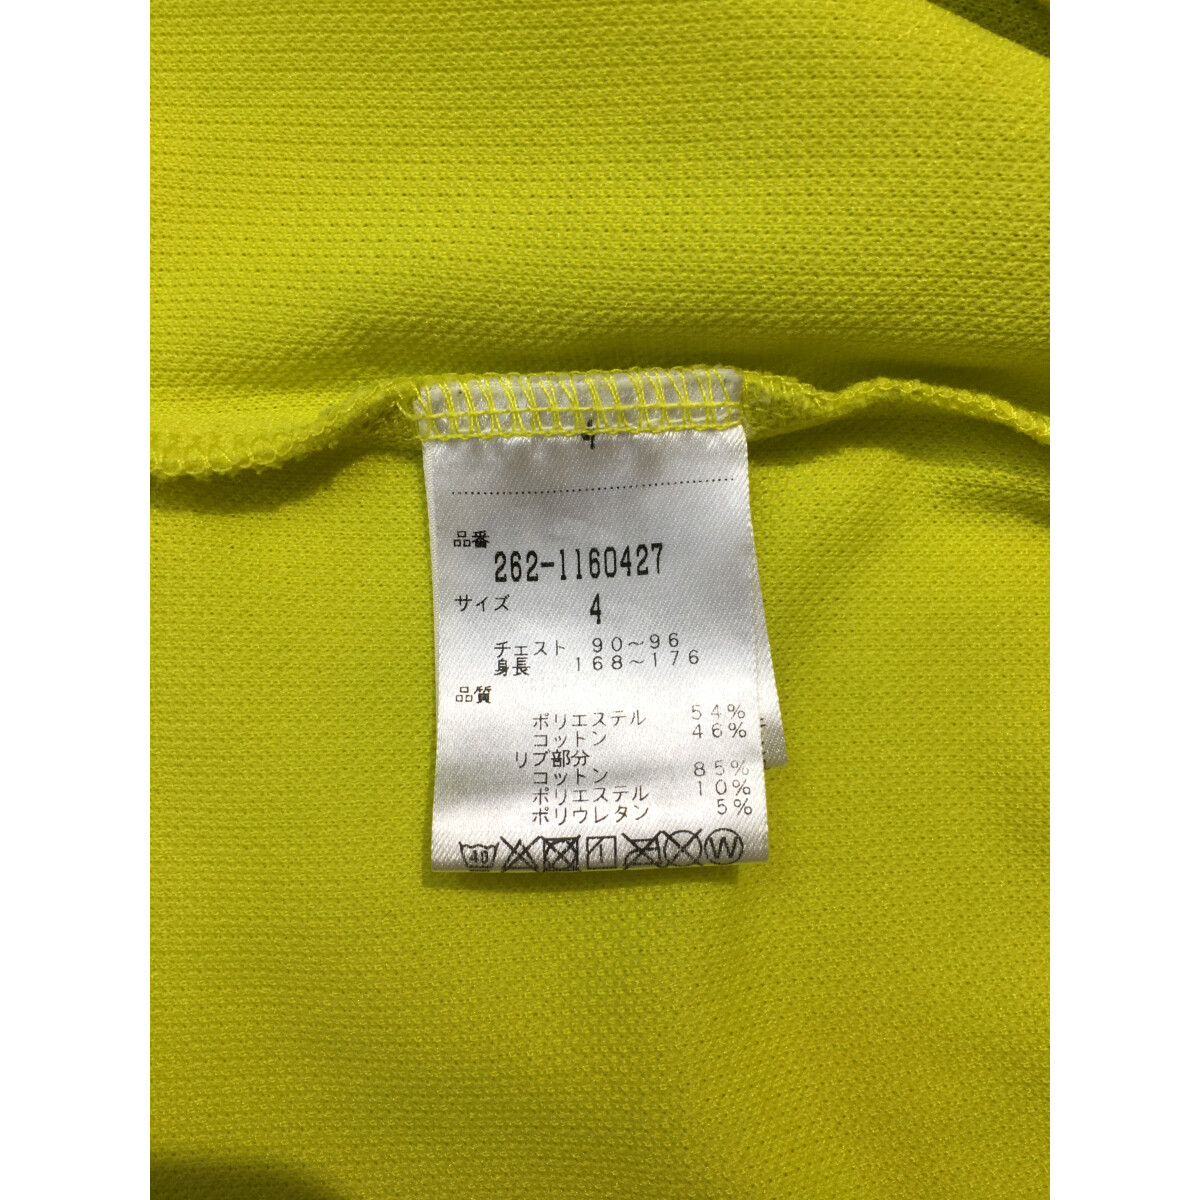 品番
262-1160427
サイズ 4
チェスト 90~96
身長 168~176
品質
ポリエステル 54%
コットン 46%
リブ部分
コットン 85%
ポリエステル 10%
ポリウレタン 5%
40 1 W